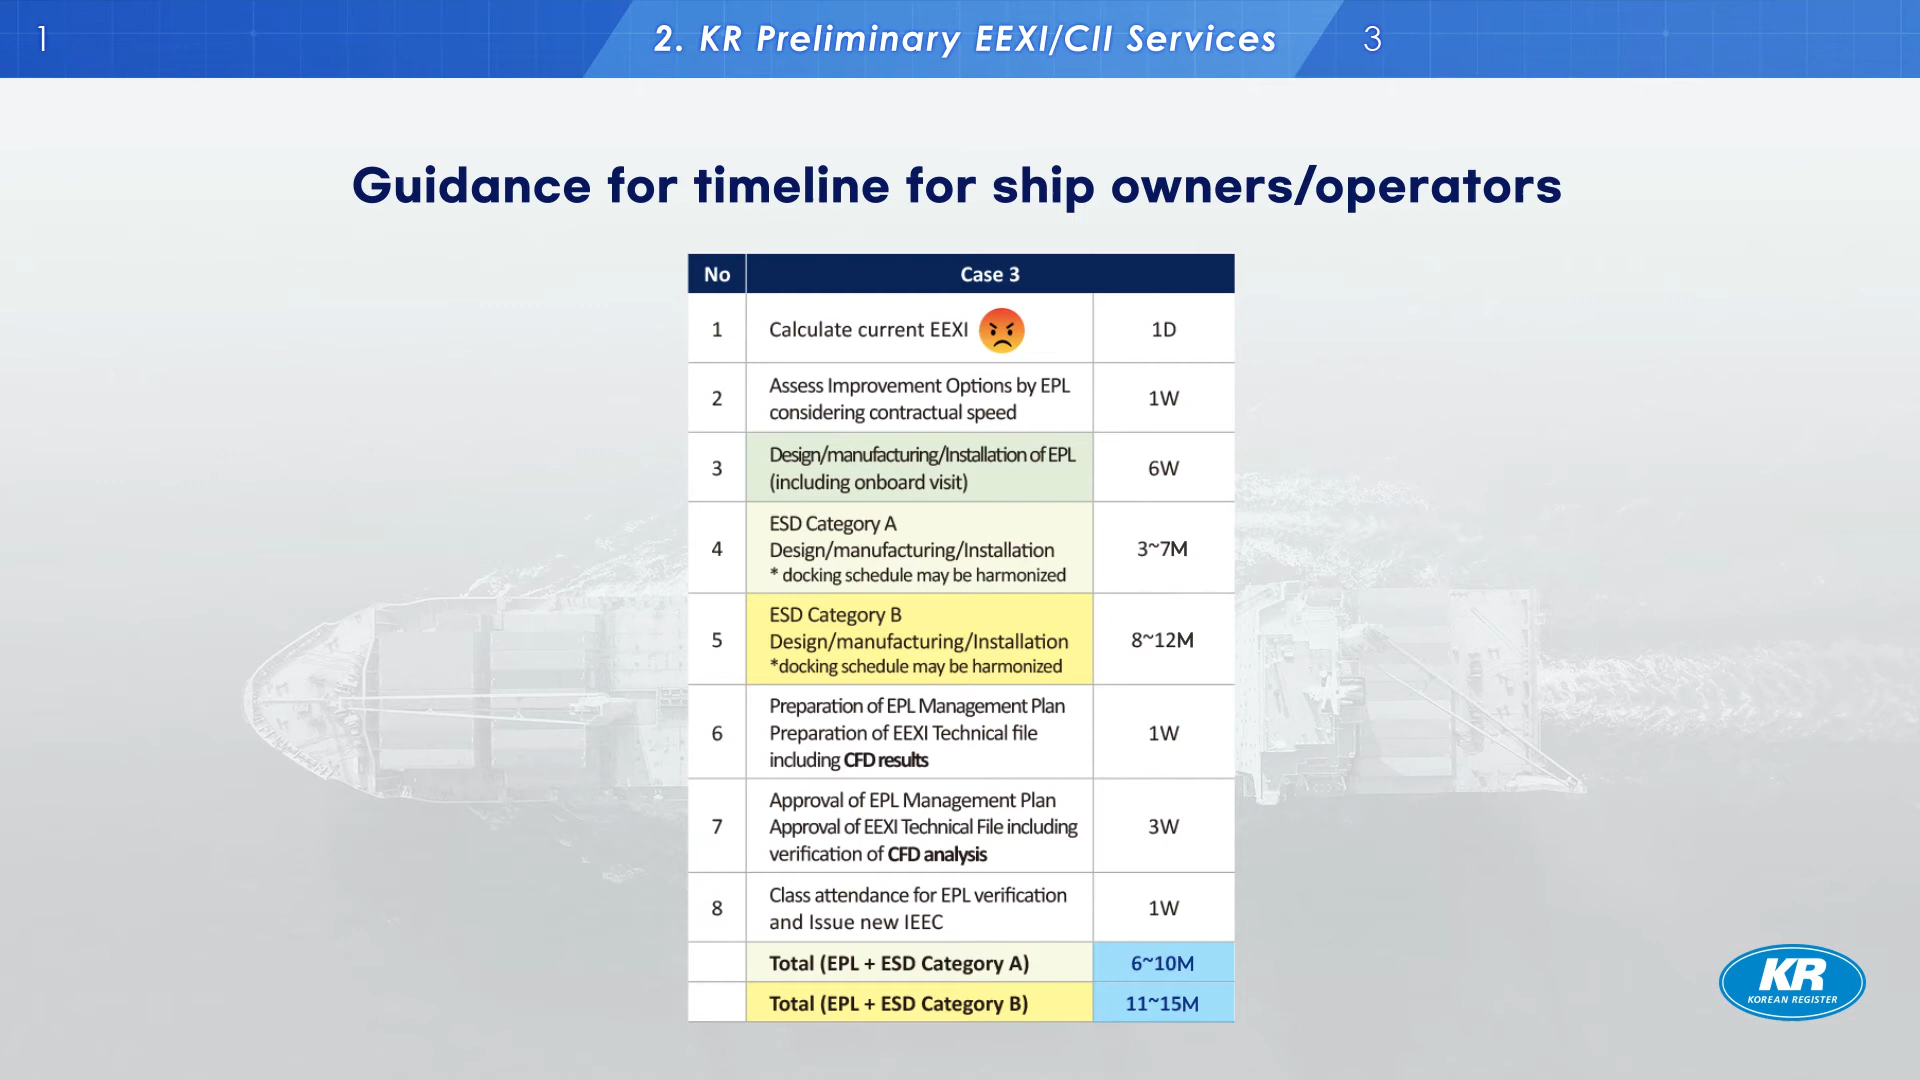 1
2. KR Preliminary EEXI/CII Services
3
Guidance for timeline for ship owners/operators
No Case 3
1 Calculate current EEXI 1D
2 Assess Improvement Options by EPL
considering contractual speed 1W
3 Design/manufacturing/Installation of EPL
(including onboard visit) 6W
4 ESD Category A
Design/manufacturing/Installation
* docking schedule may be harmonized 3~7M
5 ESD Category B
Design/manufacturing/Installation
*docking schedule may be harmonized 8~12M
6 Preparation of EPL Management Plan
Preparation of EEXI Technical file
including CFD results 1W
7 Approval of EPL Management Plan
Approval of EEXI Technical File including
verification of CFD analysis 3W
8 Class attendance for EPL verification
and Issue new IEEC 1W
Total (EPL + ESD Category A) 6~10M
Total (EPL + ESD Category B) 11~15M
KR
KOREAN REGISTER